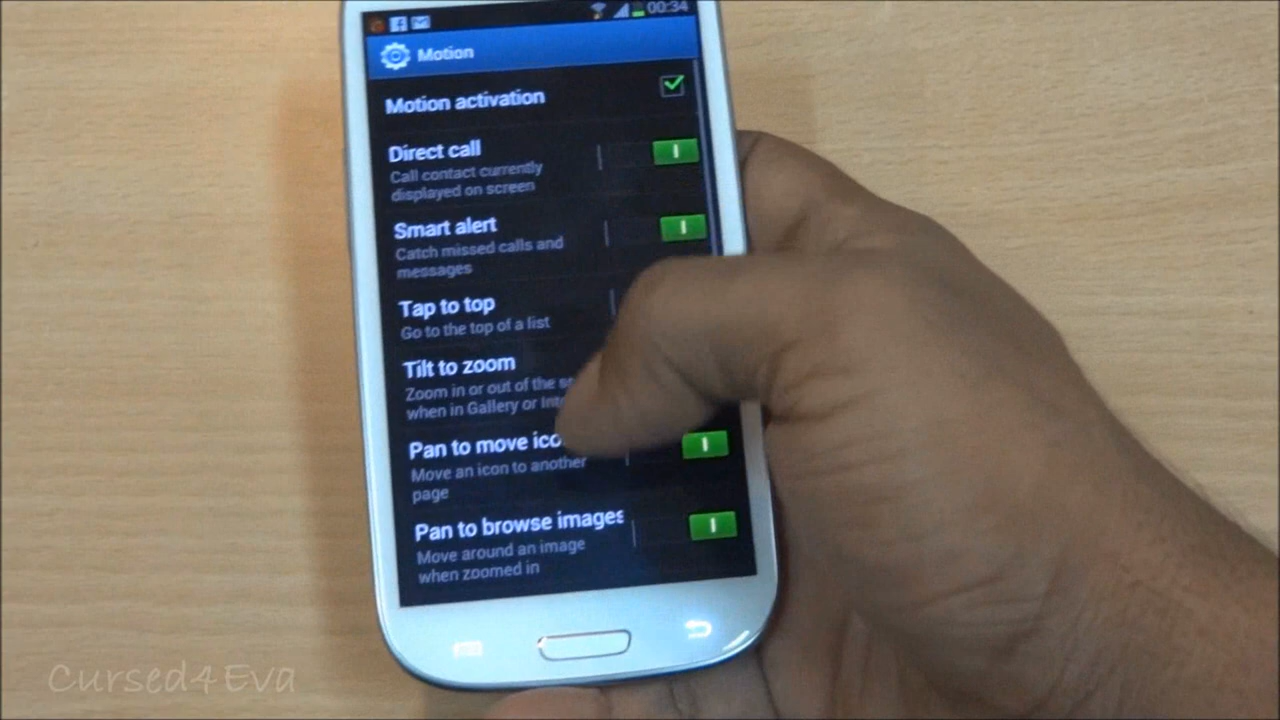 00:34
Motion
Motion activation
Direct call
Call contact currently
displayed on screen
Smart alert
Catch missed calls and
messages
Tap to top
Go to the top of a list
Tilt to zoom
Zoom in or out of the
when in Gallery or
Pan to move
Move an icon to another
page
Pan to browse images
Move around an image
when zoomed in
Cursed4Eva